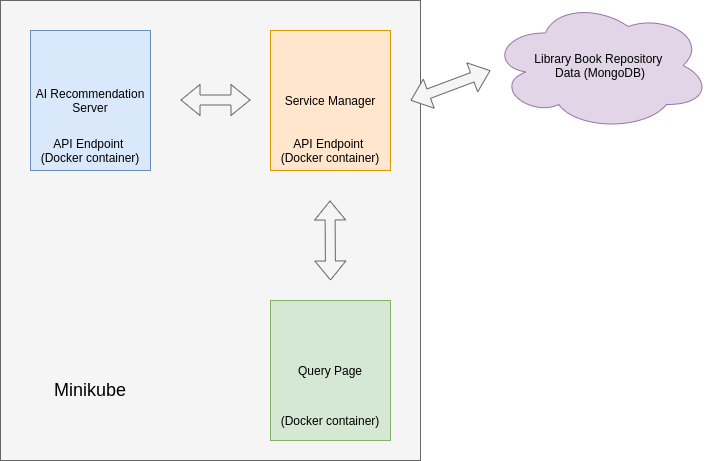 AI Recommendation
Server
API Endpoint
(Docker container)
Service Manager
API Endpoint
(Docker container)
Library Book Repository
Data (MongoDB)
Query Page
(Docker container)
Minikube